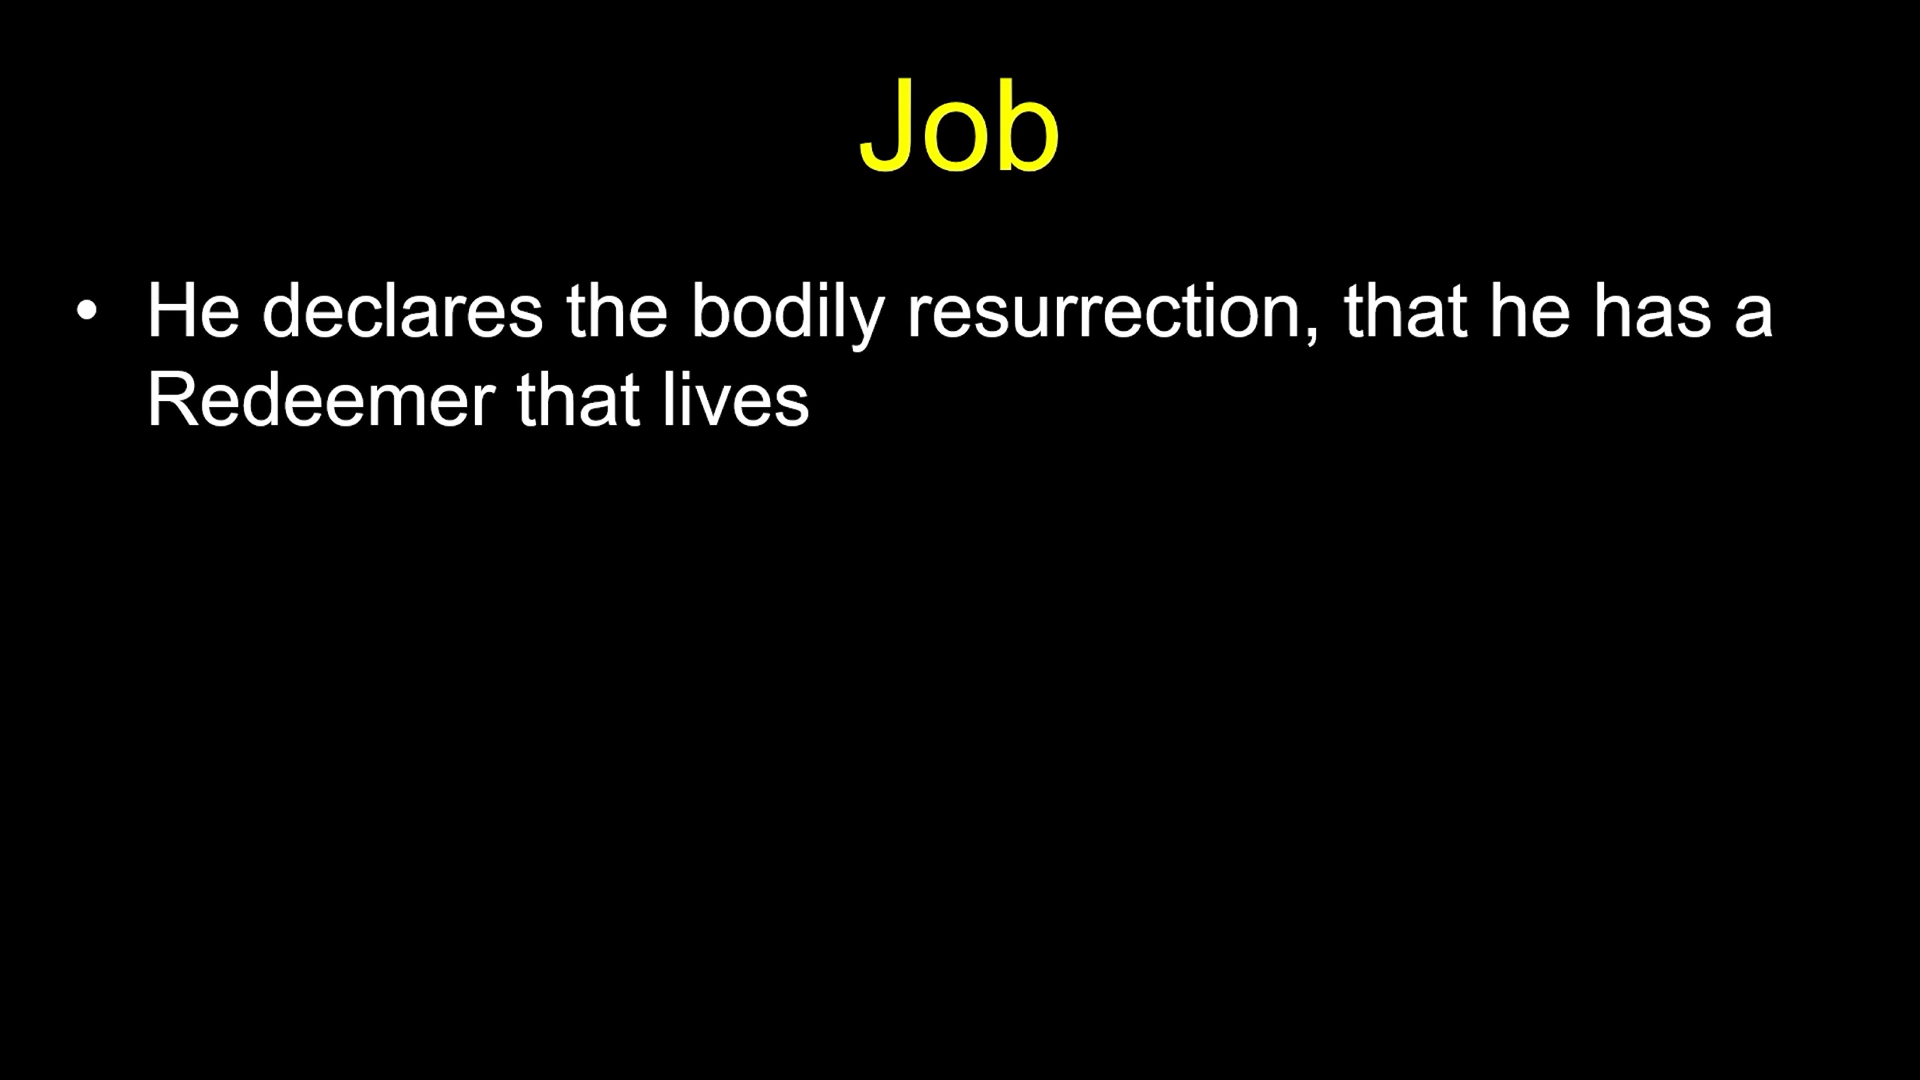 Job
• He declares the bodily resurrection, that he has a
Redeemer that lives